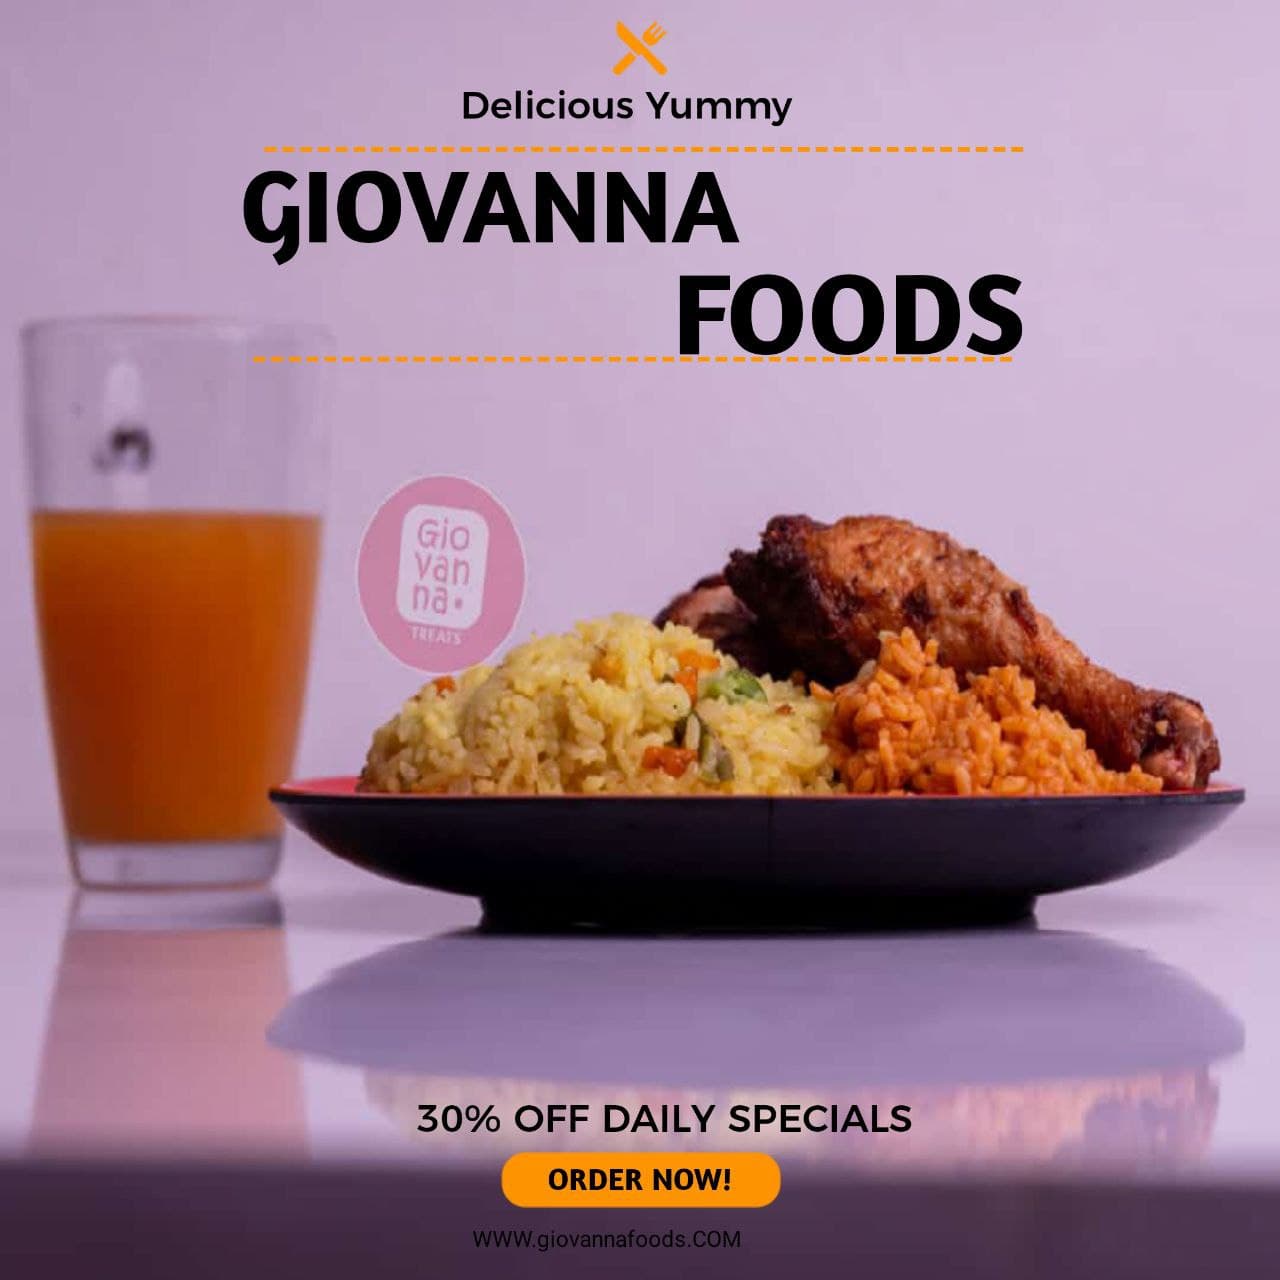 Delicious Yummy
GIOVANNA
FOODS
Gio
van
na.
TREATS
30% OFF DAILY SPECIALS
ORDER NOW!
WWW.giovannafoods.COM